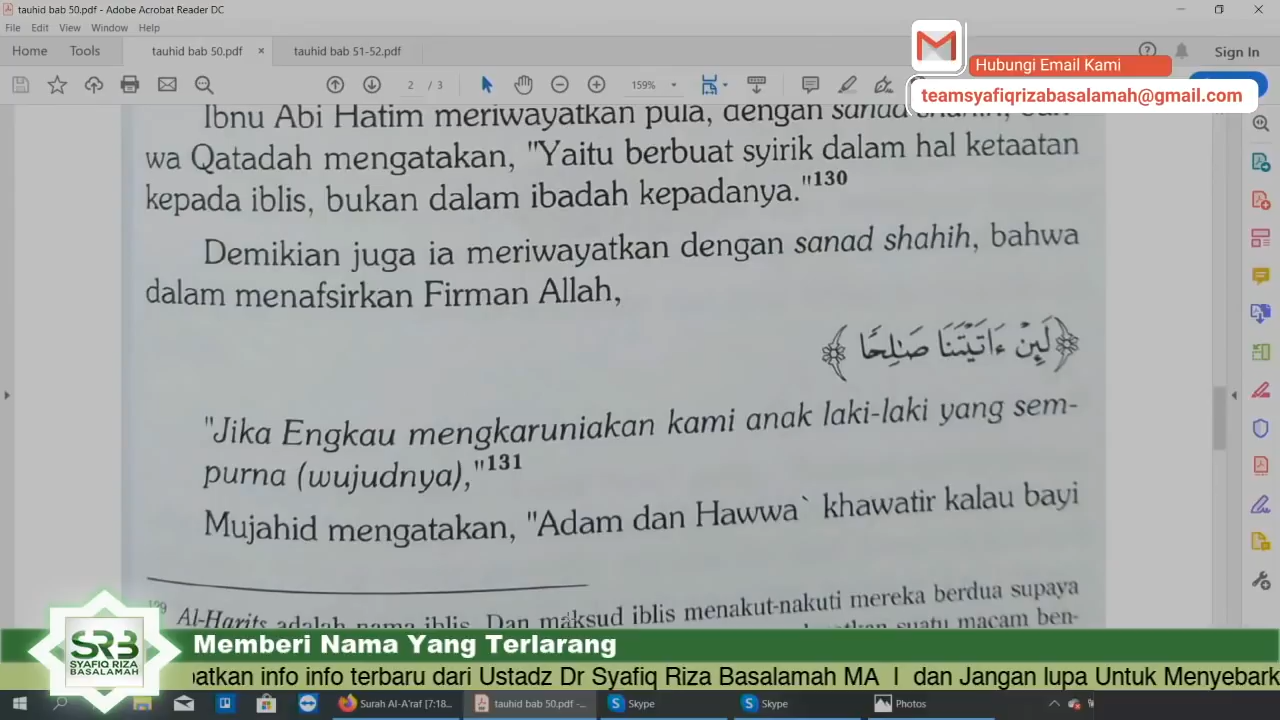 tauhid bab 50.pdf - Adobe Acrobat Reader DC
File Edit View Window Help
Home Tools tauhid bab 50.pdf × tauhid bab 51-52.pdf Sign In
Hubungi Email Kami
teamsyafiqrizabasalamah@gmail.com
2 / 3 159%
Ibnu Abi Hatim meriwayatkan pula, dengan
wa Qatadah mengatakan, "Yaitu berbuat syirik dalam hal ketaatan
kepada iblis, bukan dalam ibadah kepadanya."130
Demikian juga ia meriwayatkan dengan sanad shahih, bahwa
dalam menafsirkan Firman Allah,
﴿لَئِنْ ءَاتَيْتَنَا صَٰلِحًا﴾
"Jika Engkau mengkaruniakan kami anak laki-laki yang sem-
purna (wujudnya),"131
Mujahid mengatakan, "Adam dan Hawwa` khawatir kalau bayi
Al-Harits adalah nama iblis. Dan maksud iblis menakut-nakuti mereka berdua supaya
suatu macam ben-
SRB
SYAFIQ RIZA
BASALAMAH
Memberi Nama Yang Terlarang
patkan info info terbaru dari Ustadz Dr Syafiq Riza Basalamah MA I dan Jangan lupa Untuk Menyebark
Surah Al-A'raf [7:18... tauhid bab 50.pdf -... Skype Skype Photos